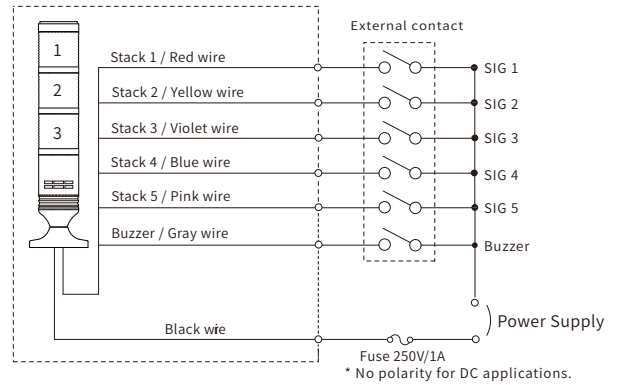 External contact
1
2
3
Stack 1 / Red wire
SIG 1
Stack 2 / Yellow wire
SIG 2
Stack 3 / Violet wire
SIG 3
Stack 4 / Blue wire
SIG 4
Stack 5 / Pink wire
SIG 5
Buzzer / Gray wire
Buzzer
Power Supply
Black wire
Fuse 250V/1A
* No polarity for DC applications.